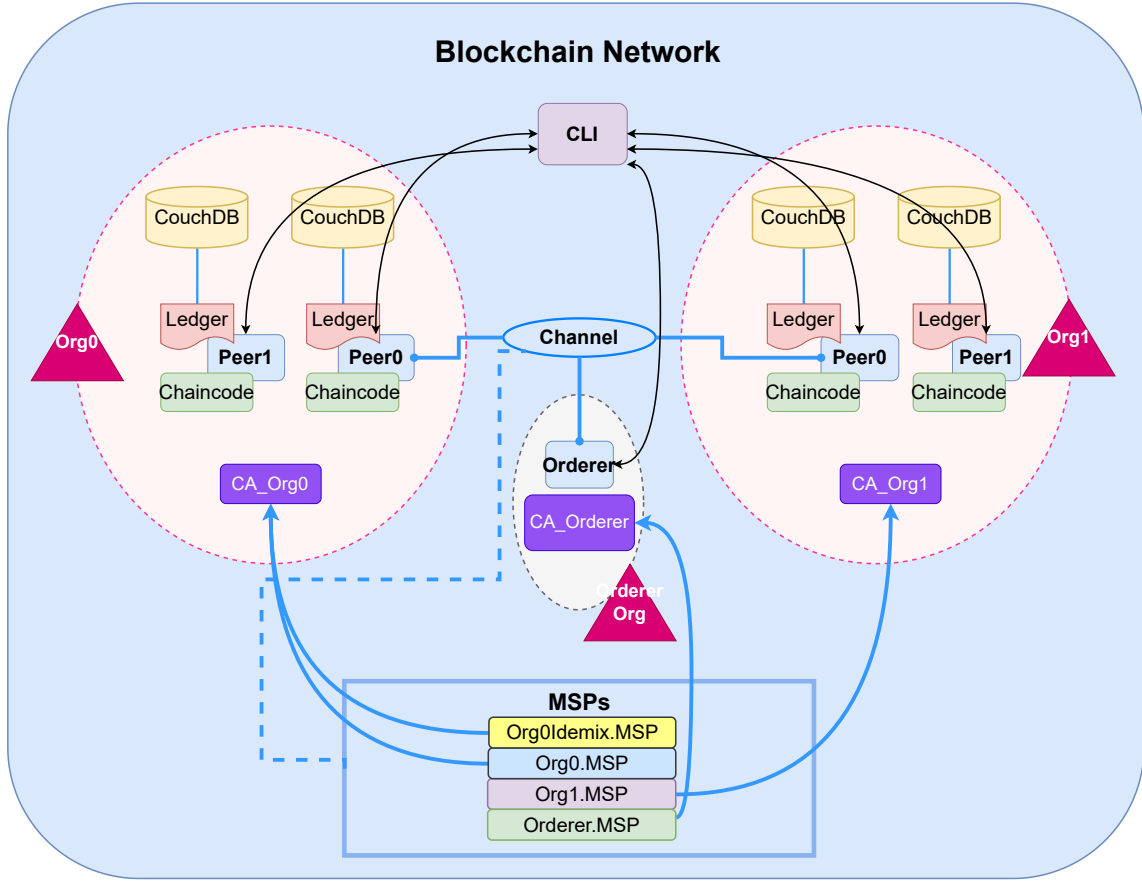 Blockchain Network
CLI
CouchDB
CouchDB
CouchDB
CouchDB
Ledger
Ledger
Ledger
Ledger
Org0
Peer1
Peer0
Channel
Peer0
Peer1
Org1
Chaincode
Chaincode
Chaincode
Chaincode
Orderer
CA_Org0
CA_Org1
CA_Orderer
Orderer
Org
MSPs
Org0Idemix.MSP
Org0.MSP
Org1.MSP
Orderer.MSP